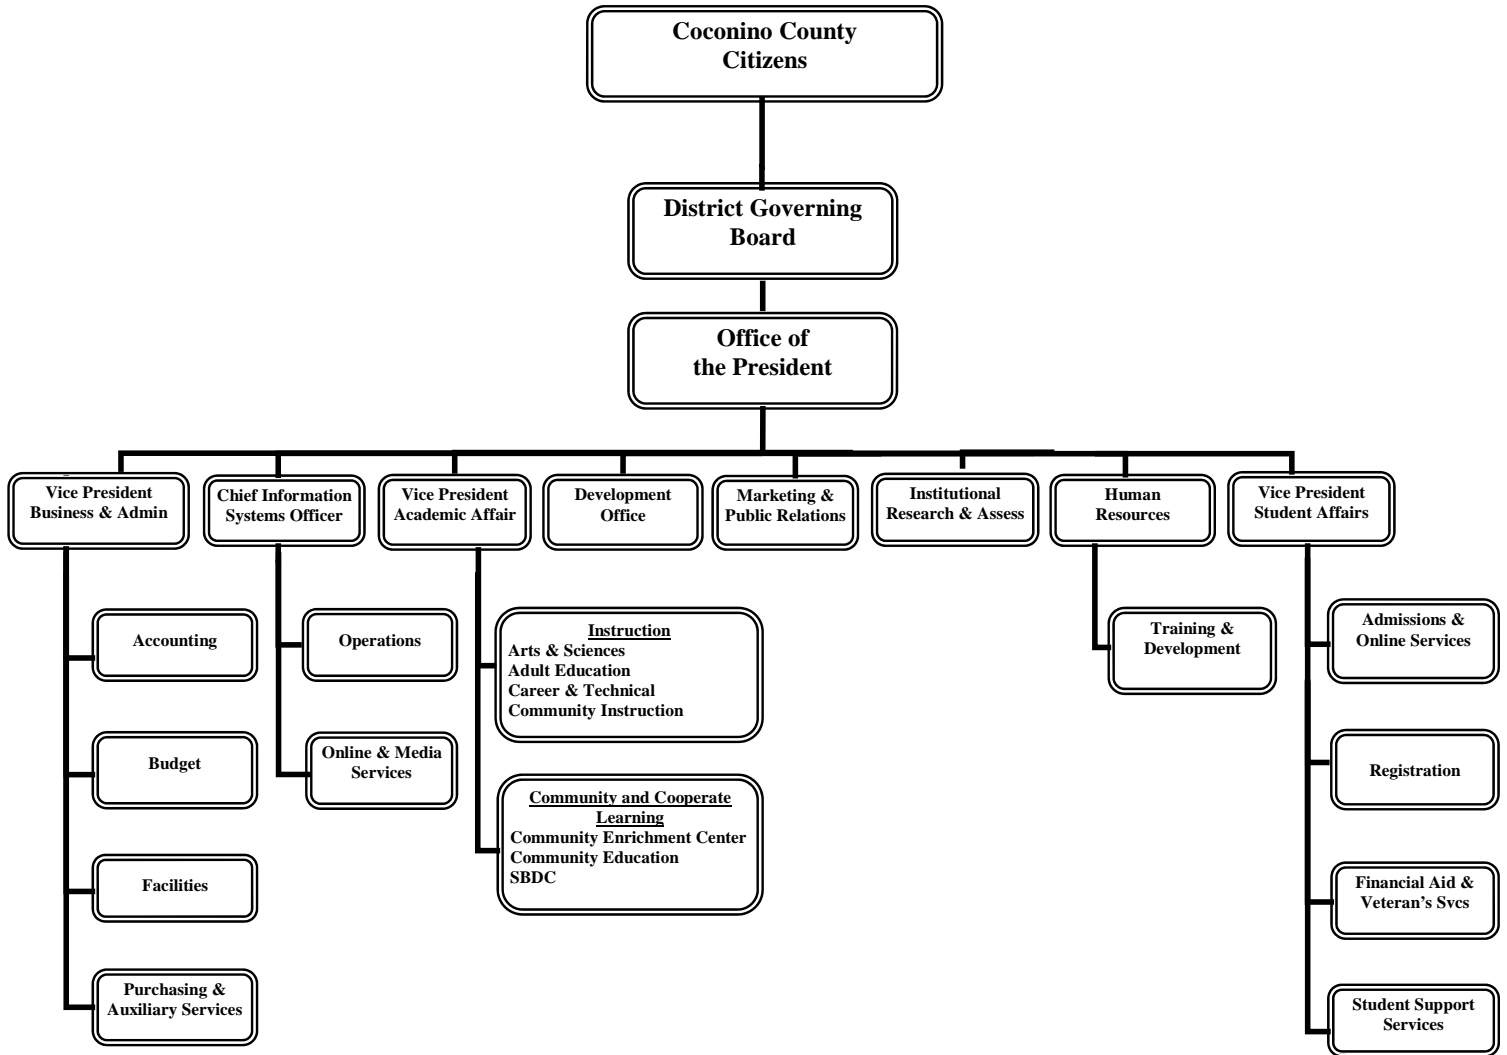 Coconino County
Citizens
District Governing
Board
Office of
the President
Vice President
Business & Admin
Chief Information
Systems Officer
Vice President
Academic Affair
Development
Office
Marketing &
Public Relations
Institutional
Research & Assess
Human
Resources
Vice President
Student Affairs
Accounting
Budget
Facilities
Purchasing &
Auxiliary Services
Operations
Online & Media
Services
Instruction
Arts & Sciences
Adult Education
Career & Technical
Community Instruction
Community and Cooperate
Learning
Community Enrichment Center
Community Education
SBDC
Training &
Development
Admissions &
Online Services
Registration
Financial Aid &
Veteran's Svcs
Student Support
Services